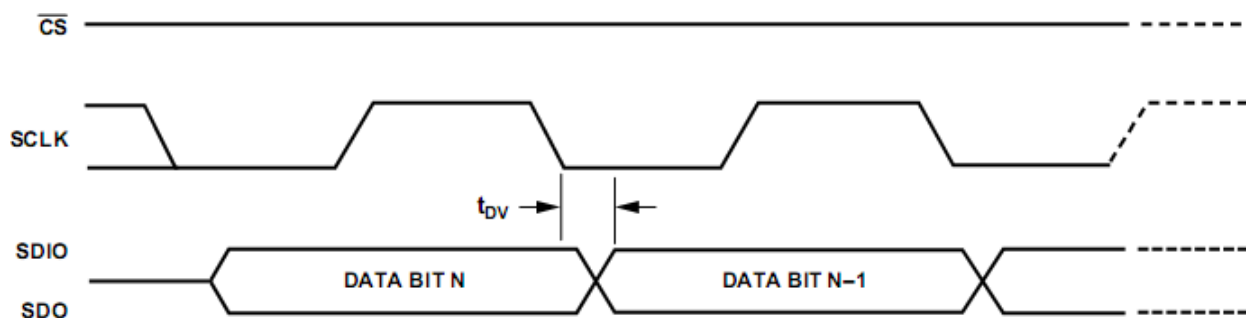 CS
SCLK
tDV
SDIO
DATA BIT N
DATA BIT N–1
SDO